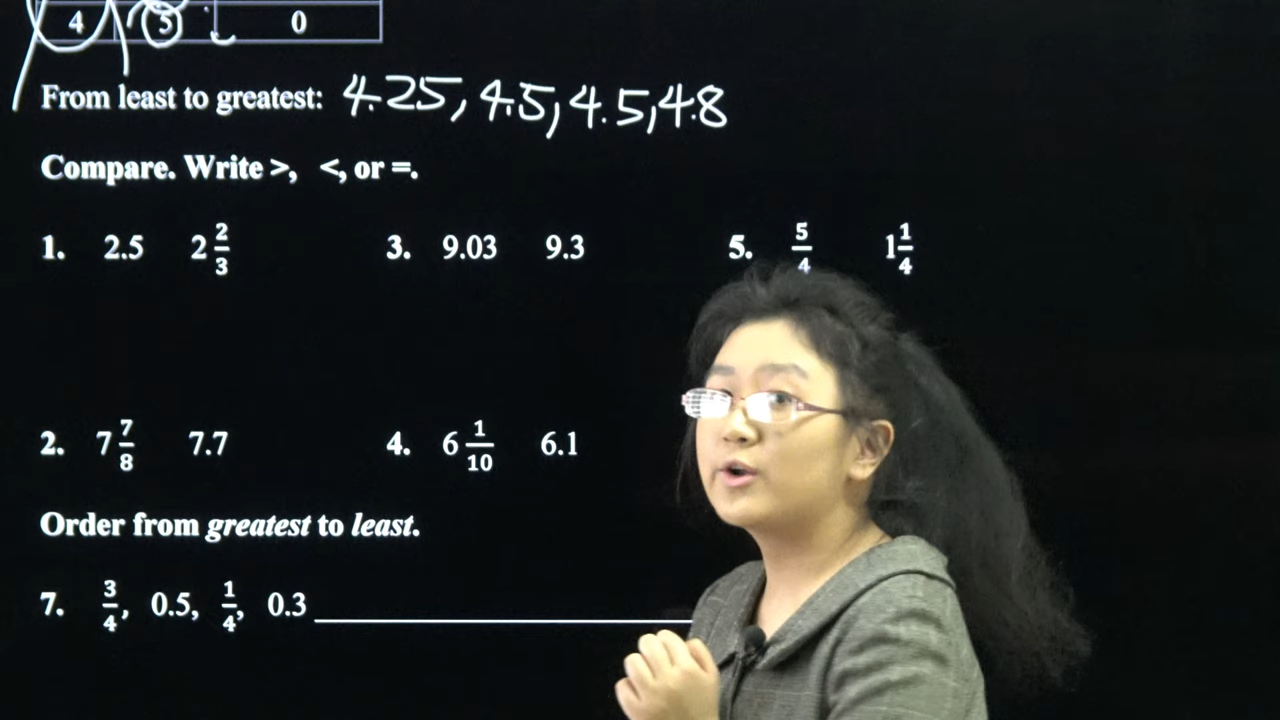 4 5 0
From least to greatest: 4.25, 4.5, 4.5, 4.8
Compare. Write >, <, or =.
1. 2.5 2 2/3 3. 9.03 9.3 5. 5/4 1 1/4
2. 7 7/8 7.7 4. 6 1/10 6.1
Order from greatest to least.
7. 3/4, 0.5, 1/4, 0.3